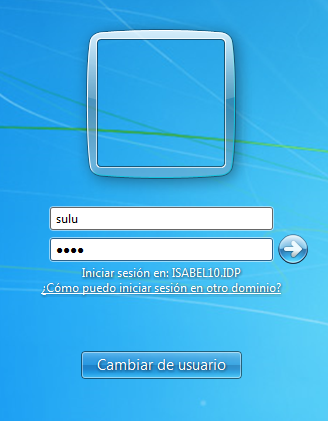 sulu
••••
Iniciar sesión en: ISABEL10.IDP
¿Cómo puedo iniciar sesión en otro dominio?
Cambiar de usuario